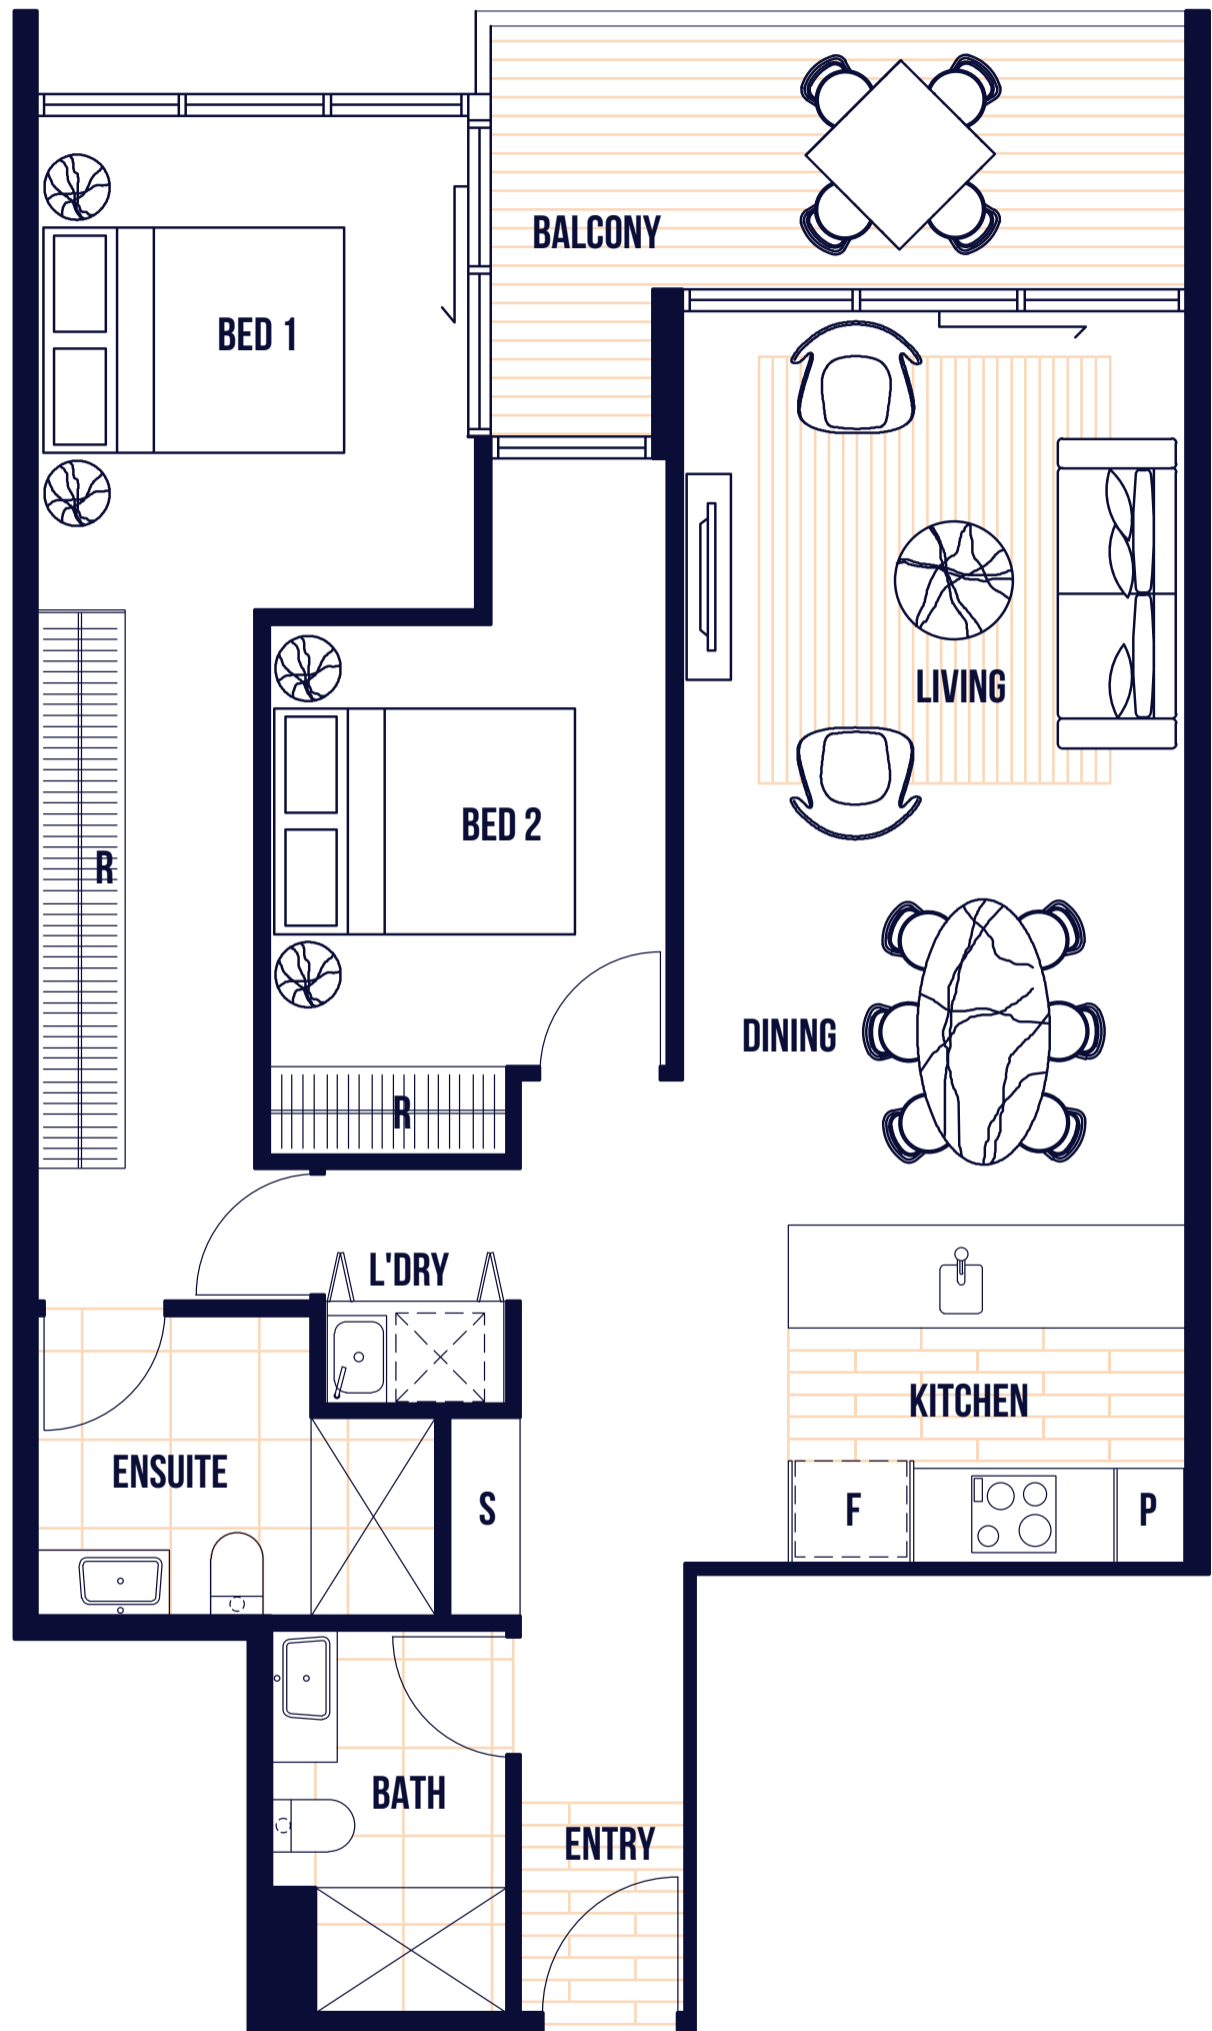 BALCONY
BED 1
LIVING
BED 2
R
DINING
R
L'DRY
KITCHEN
ENSUITE
S
F
P
BATH
ENTRY